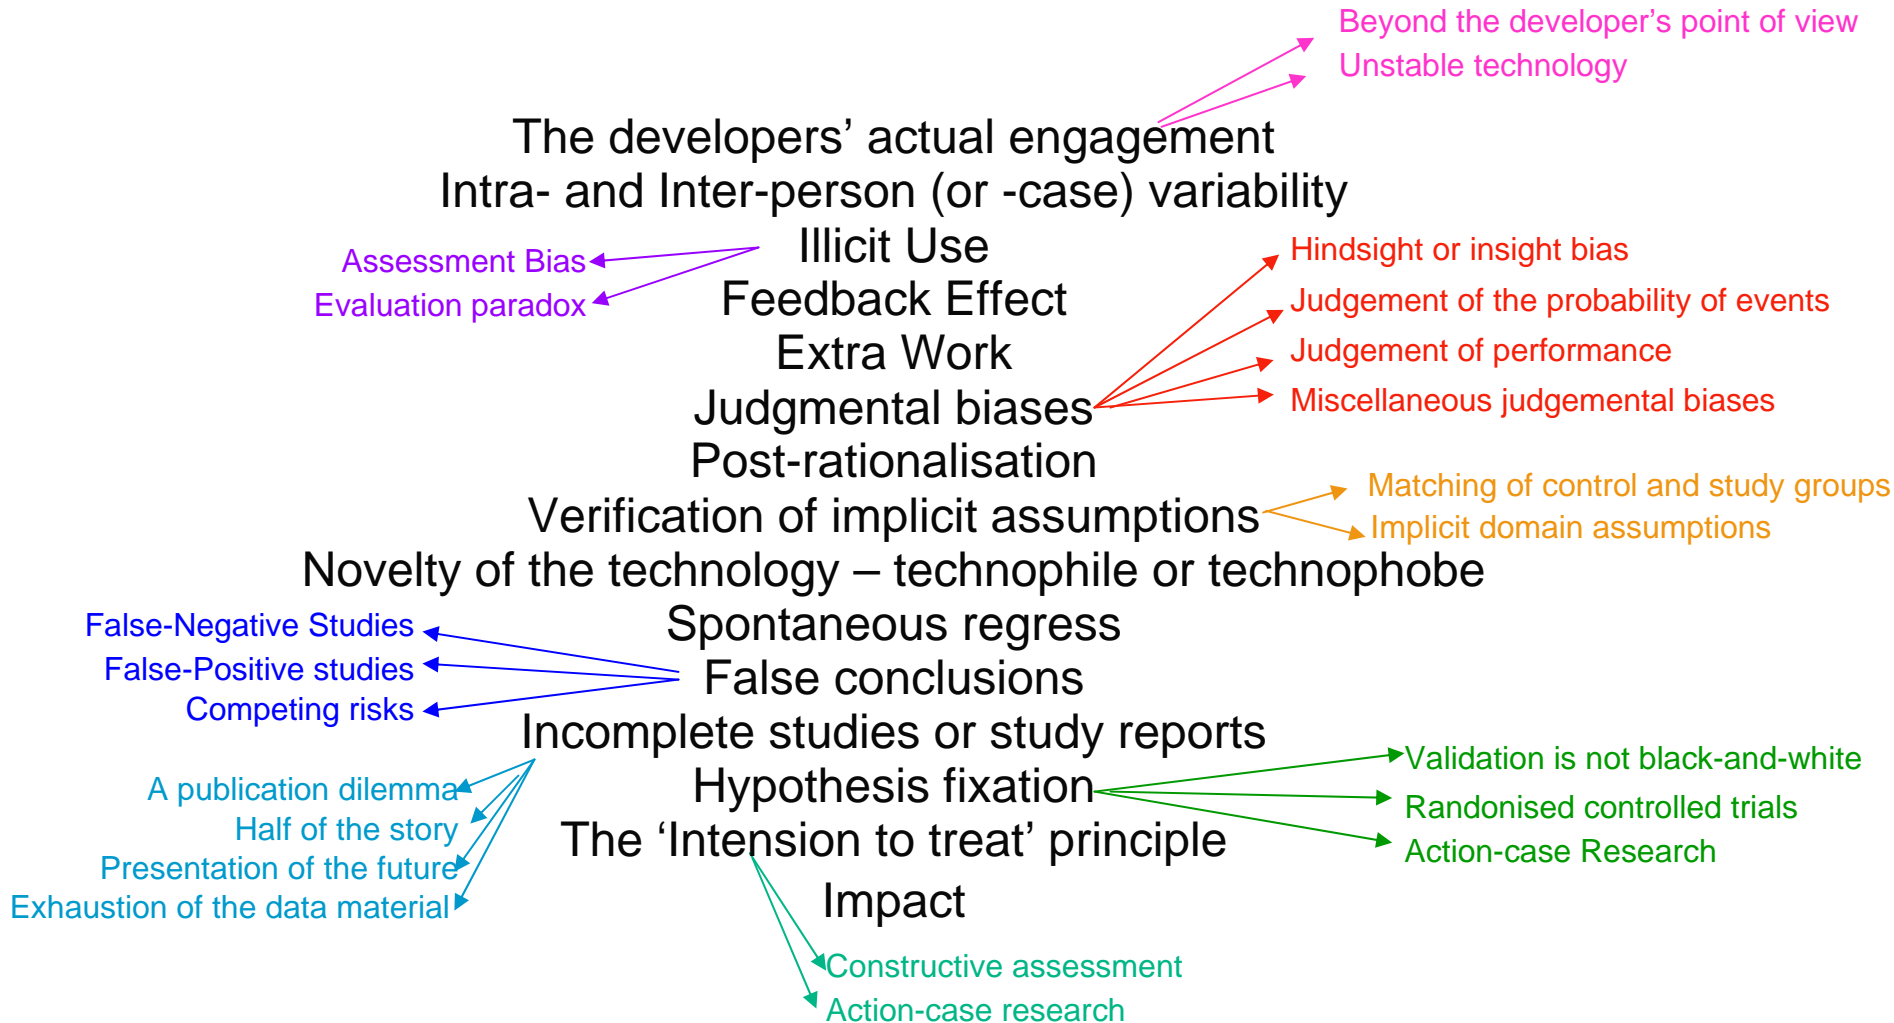 Beyond the developer’s point of view
Unstable technology
The developers’ actual engagement
Intra- and Inter-person (or -case) variability
Illicit Use
Assessment Bias
Evaluation paradox
Feedback Effect
Extra Work
Judgmental biases
Hindsight or insight bias
Judgement of the probability of events
Judgement of performance
Miscellaneous judgemental biases
Post-rationalisation
Verification of implicit assumptions
Matching of control and study groups
Implicit domain assumptions
Novelty of the technology – technophile or technophobe
Spontaneous regress
False conclusions
False-Negative Studies
False-Positive studies
Competing risks
Incomplete studies or study reports
A publication dilemma
Half of the story
Presentation of the future
Exhaustion of the data material
Hypothesis fixation
Validation is not black-and-white
Randonised controlled trials
Action-case Research
The ‘Intension to treat’ principle
Impact
Constructive assessment
Action-case research